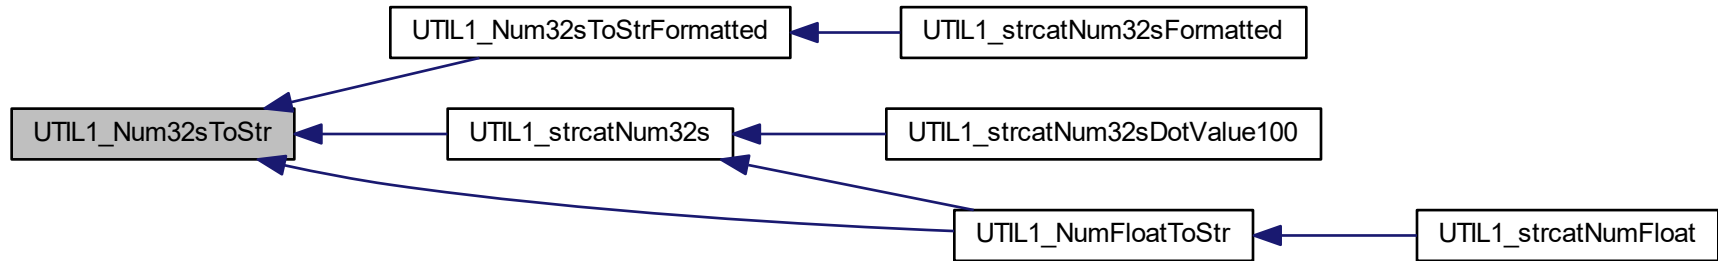 UTIL1_Num32sToStrFormatted
UTIL1_strcatNum32sFormatted
UTIL1_Num32sToStr
UTIL1_strcatNum32s
UTIL1_strcatNum32sDotValue100
UTIL1_NumFloatToStr
UTIL1_strcatNumFloat